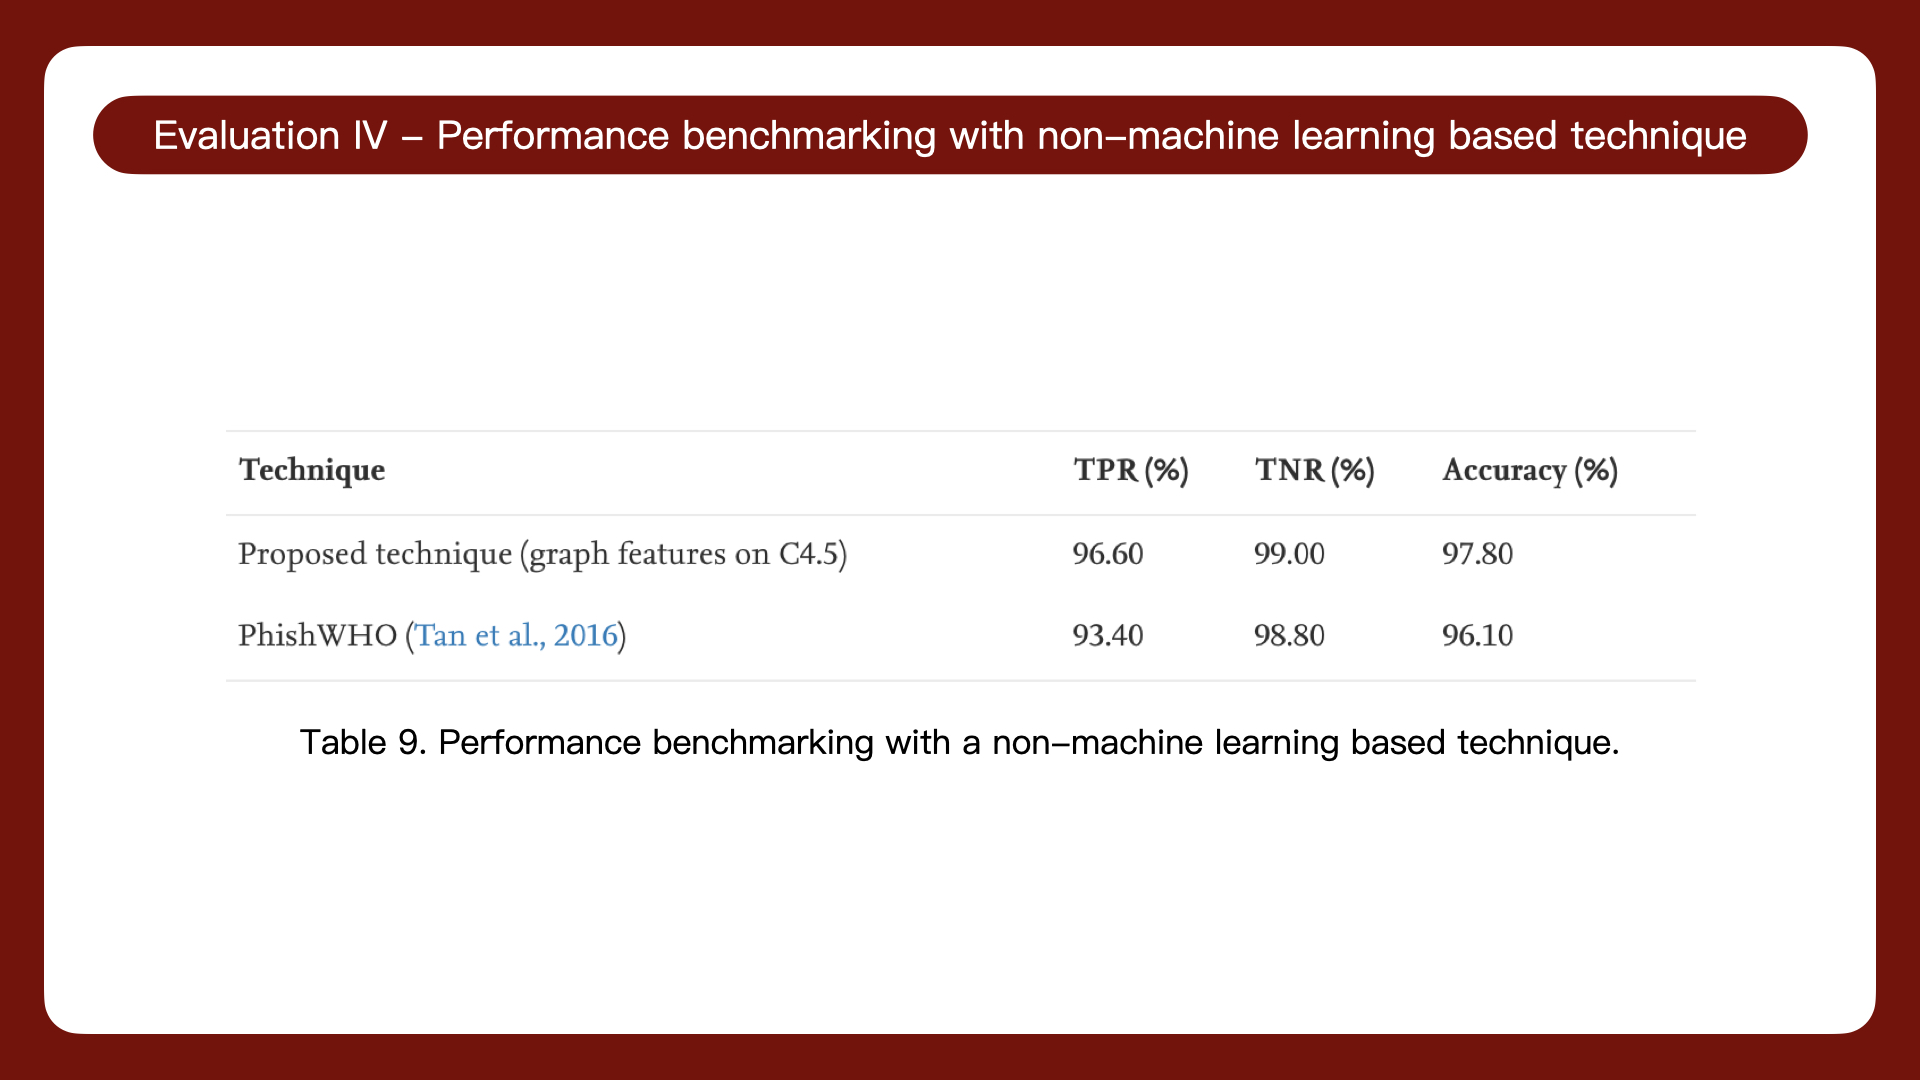 Evaluation IV – Performance benchmarking with non–machine learning based technique
Technique TPR (%) TNR (%) Accuracy (%)
Proposed technique (graph features on C4.5) 96.60 99.00 97.80
PhishWHO (Tan et al., 2016) 93.40 98.80 96.10
Table 9. Performance benchmarking with a non–machine learning based technique.